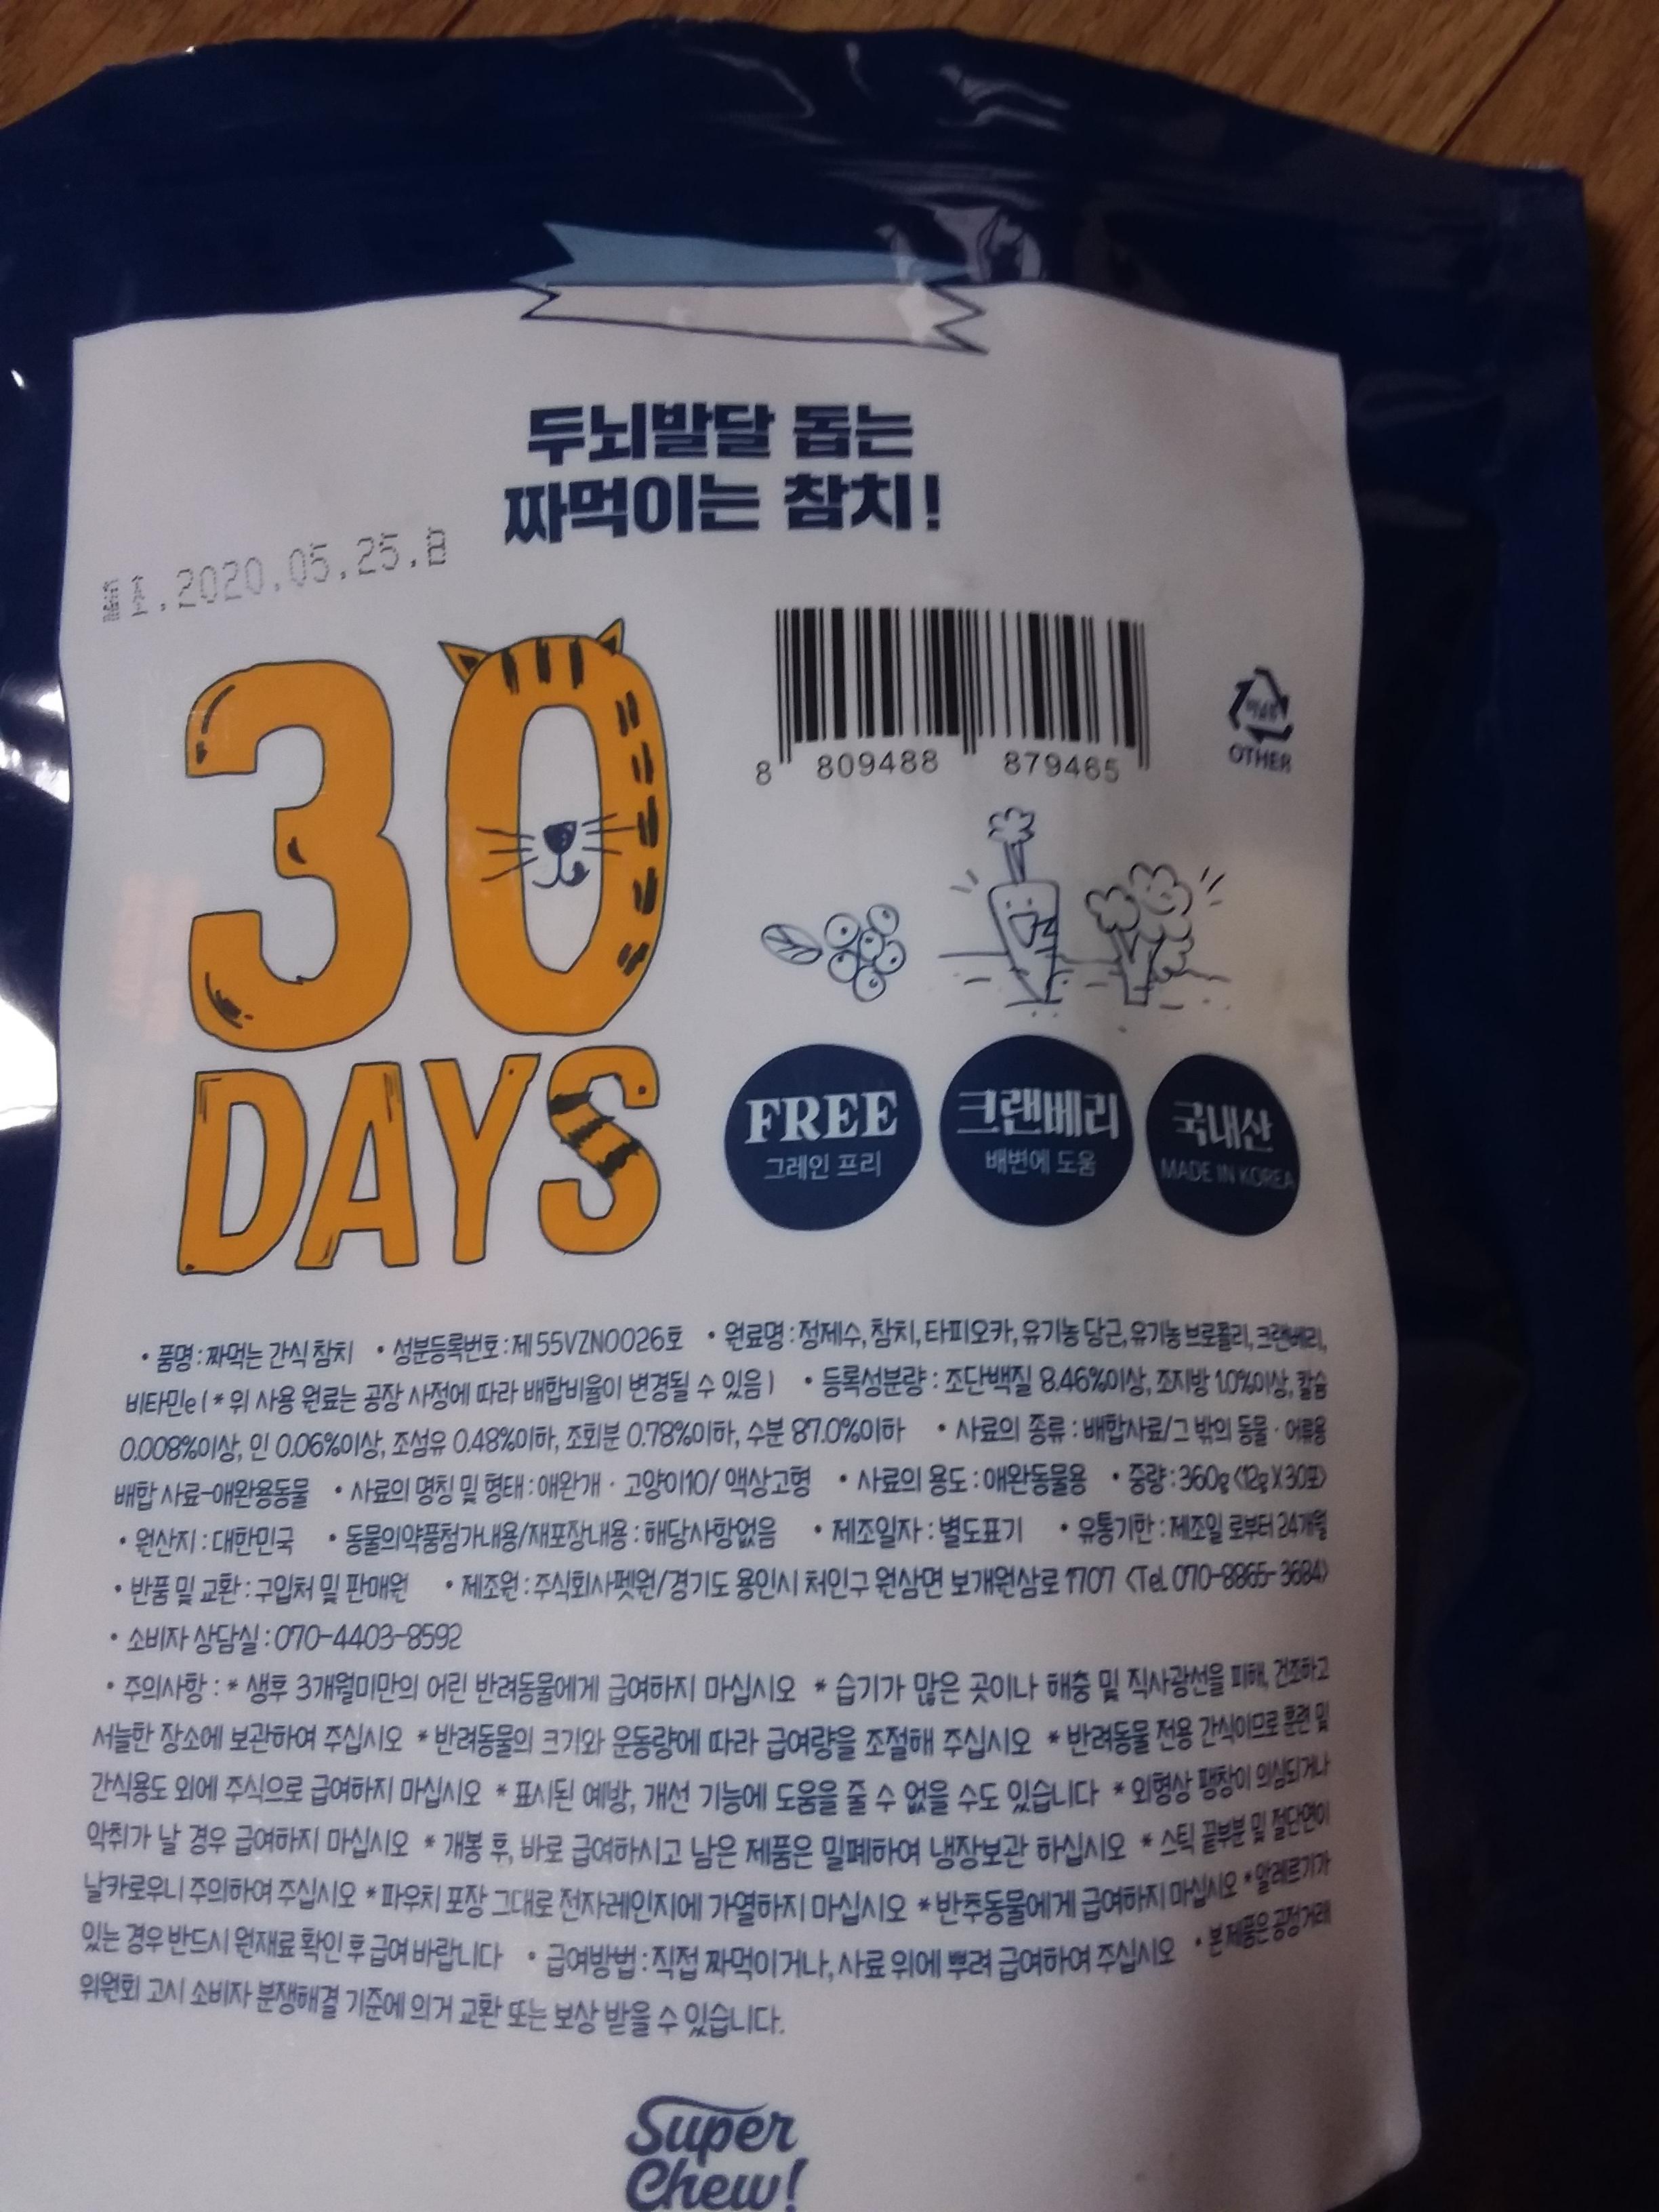 두뇌발달 돕는
짜먹이는 참치!
.2020.05.25.
8 809488 879465
OTHER
30
DAYS
FREE
그레인 프리
크랜베리
배변에 도움
국내산
MADE IN KOREA
• 품명 : 짜먹는 간식 참치 • 성분등록번호 : 제 55VZN0026호 • 원료명 : 정제수, 참치, 타피오카, 유기농 당근, 유기농 브로콜리, 크랜베리,
비타민e ( * 위 사용 원료는 공장 사정에 따라 배합비율이 변경될 수 있음 ) • 등록성분량 : 조단백질 8.46%이상, 조지방 1.0%이상, 칼슘
0.008%이상, 인 0.06%이상, 조섬유 0.48%이하, 조회분 0.78%이하, 수분 87.0%이하 • 사료의 종류 : 배합사료/그 밖의 동물 · 어류용
배합 사료-애완용동물 • 사료의 명칭 및 형태 : 애완개 · 고양이10/ 액상고형 • 사료의 용도 : 애완동물용 • 중량 : 360g <12g X 30포>
• 원산지 : 대한민국 • 동물의약품첨가내용/재포장내용 : 해당사항없음 • 제조일자 : 별도표기 • 유통기한 : 제조일 로부터 24개월
• 반품 및 교환 : 구입처 및 판매원 • 제조원 : 주식회사펫원/경기도 용인시 처인구 원삼면 보개원삼로 1707 <Tel. 070-8865-3684>
• 소비자 상담실 : 070-4403-8592
• 주의사항 : * 생후 3개월미만의 어린 반려동물에게 급여하지 마십시오 * 습기가 많은 곳이나 해충 및 직사광선을 피해, 건조하고
서늘한 장소에 보관하여 주십시오 * 반려동물의 크기와 운동량에 따라 급여량을 조절해 주십시오 * 반려동물 전용 간식이므로 훈련 및
간식용도 외에 주식으로 급여하지 마십시오 * 표시된 예방, 개선 기능에 도움을 줄 수 없을 수도 있습니다 * 외형상 팽창이 의심되거나
악취가 날 경우 급여하지 마십시오 * 개봉 후, 바로 급여하시고 남은 제품은 밀폐하여 냉장보관 하십시오 * 스틱 끝부분 및 절단면이
날카로우니 주의하여 주십시오 * 파우치 포장 그대로 전자레인지에 가열하지 마십시오 * 반추동물에게 급여하지 마십시오 * 알레르기가
있는 경우 반드시 원재료 확인 후 급여 바랍니다 • 급여방법 : 직접 짜먹이거나, 사료 위에 뿌려 급여하여 주십시오 • 본 제품은 공정거래
위원회 고시 소비자 분쟁해결 기준에 의거 교환 또는 보상 받을 수 있습니다.
Super
Chew!